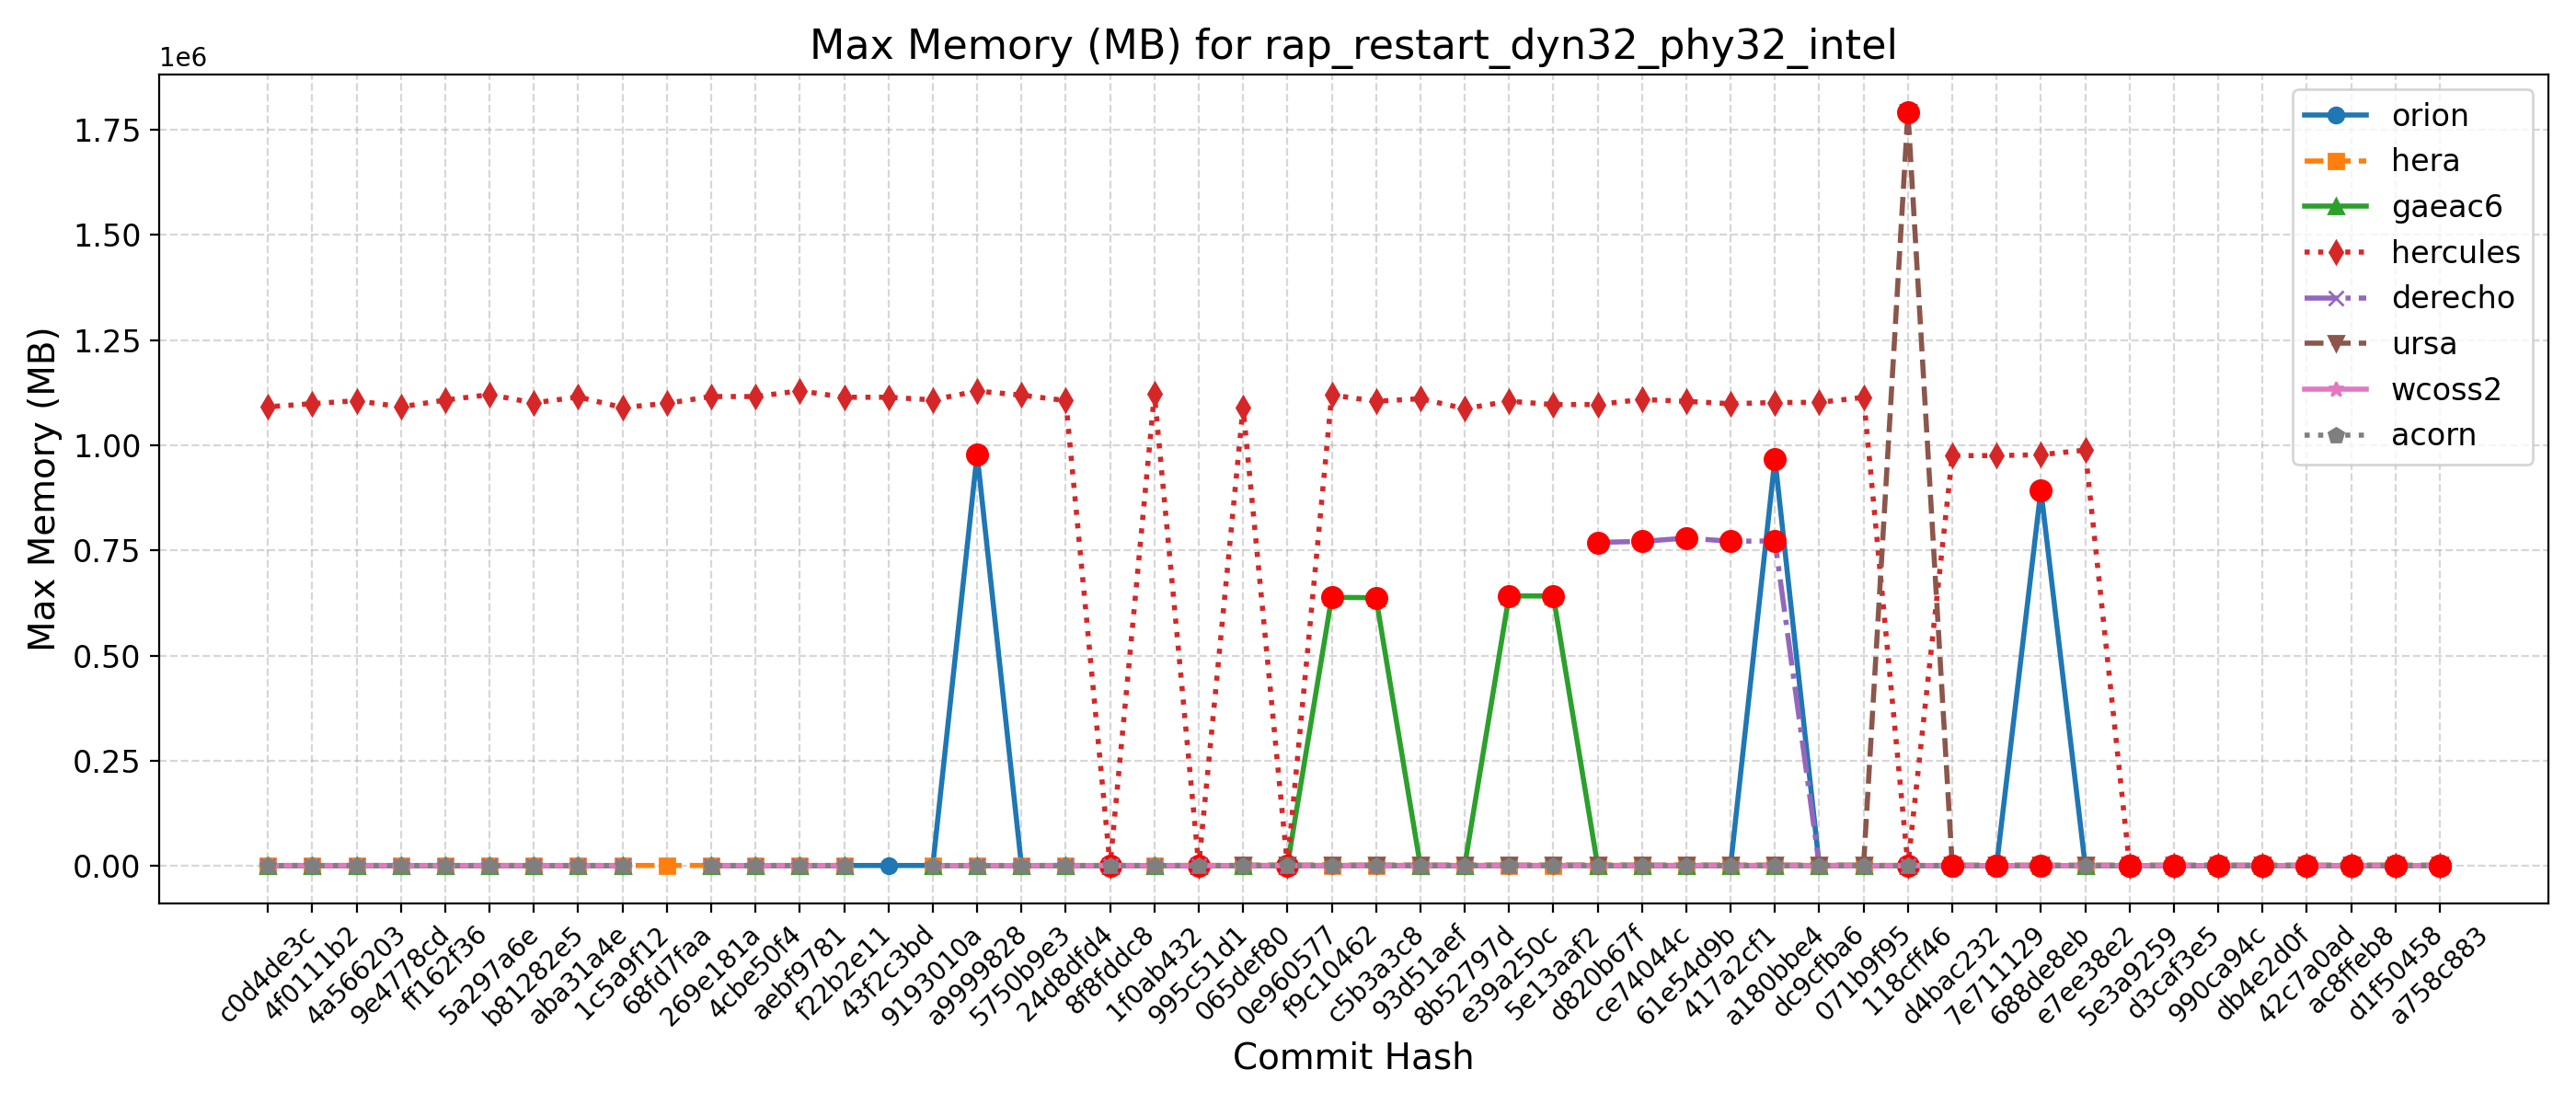 Max Memory (MB) for rap_restart_dyn32_phy32_intel
1e6
1.75
1.50
1.25
1.00
0.75
0.50
0.25
0.00
Max Memory (MB)
orion
hera
gaeac6
hercules
derecho
ursa
wcoss2
acorn
c0d4de3c
4f0111b2
4a566203
9e4778cd
ff162f36
5a297a6e
b81282e5
aba31a4e
1c5a9f12
68fd7faa
269e181a
4cbe50f4
aebf9781
f22b2e11
43f2c3bd
9193010a
a9999828
5750b9e3
24d8dfd4
8f8fddc8
1f0ab432
995c51d1
065def80
0e960577
f9c10462
c5b3a3c8
93d51aef
8b52797d
e39a250c
5e13aaf2
d820b67f
ce74044c
61e54d9b
417a2cf1
a180bbe4
dc9cfba6
071b9f95
118cff46
d4bac232
7e711129
688de8eb
e7ee38e2
5e3a9259
d3caf3e5
990ca94c
db4e2d0f
42c7a0ad
ac8ffeb8
d1f50458
a758c883
Commit Hash